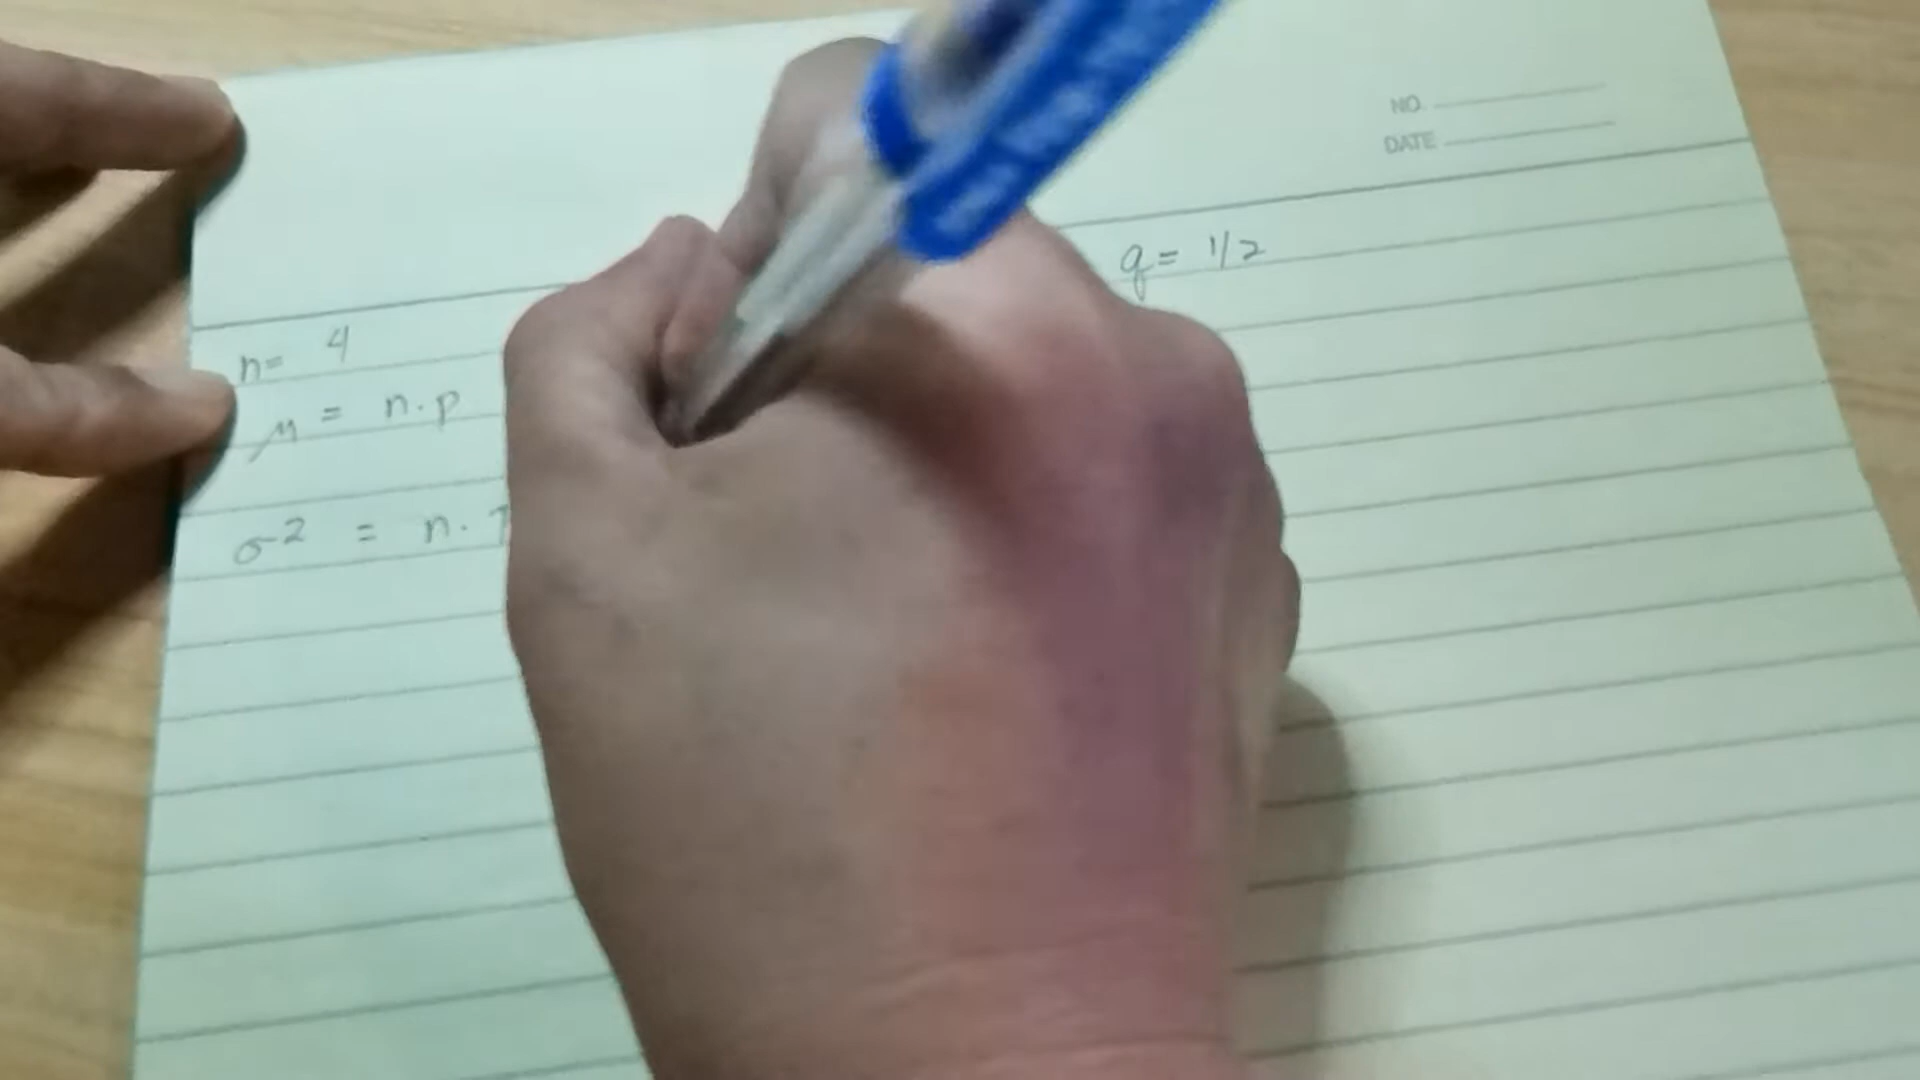 NO.
DATE
q = 1/2
n = 4
μ = n.p
σ2 = n.